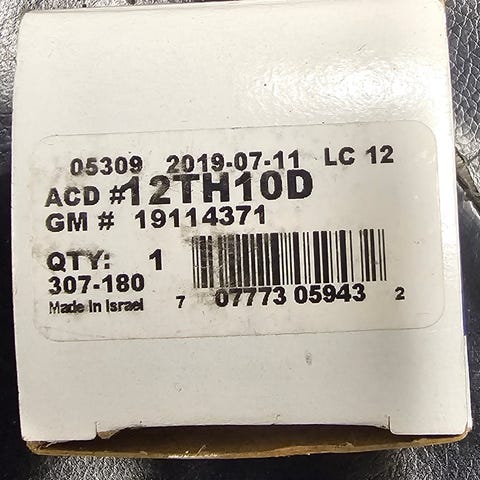 05309 2019-07-11 LC 12
ACD #12TH10D
GM # 19114371
QTY: 1
307-180
Made In Israel
7 07773 05943 2